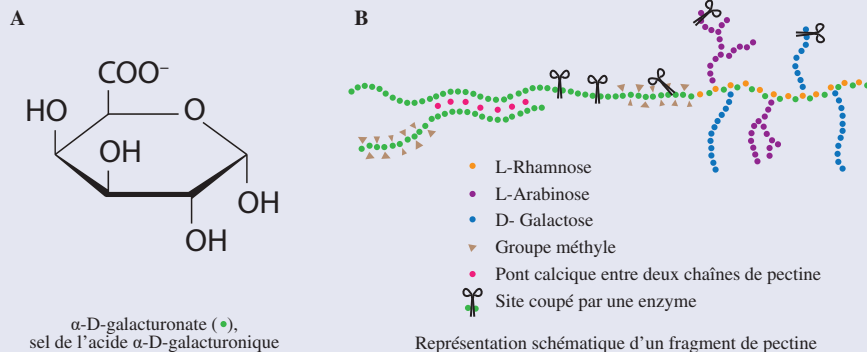 A
COO⁻
HO
O
OH
OH
OH
α-D-galacturonate (•),
sel de l'acide α-D-galacturonique
B
L-Rhamnose
L-Arabinose
D- Galactose
Groupe méthyle
Pont calcique entre deux chaînes de pectine
Site coupé par une enzyme
Représentation schématique d'un fragment de pectine